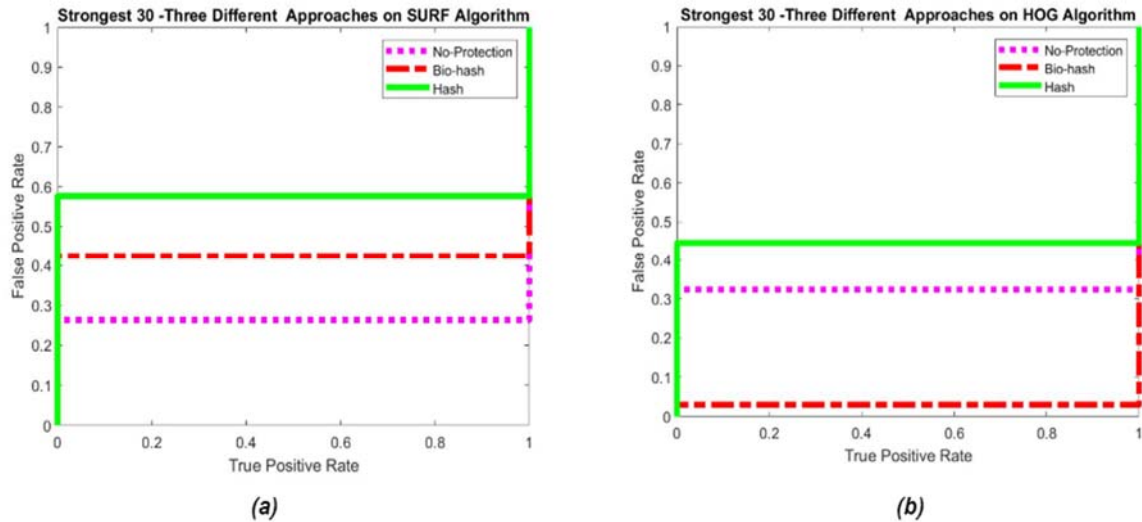 Strongest 30 -Three Different Approaches on SURF Algorithm
No-Protection
Bio-hash
Hash
1
0.9
0.8
0.7
0.6
0.5
0.4
0.3
0.2
0.1
0
False Positive Rate
0
0.2
0.4
0.6
0.8
1
True Positive Rate
(a)
Strongest 30 -Three Different Approaches on HOG Algorithm
No-Protection
Bio-hash
Hash
1
0.9
0.8
0.7
0.6
0.5
0.4
0.3
0.2
0.1
0
False Positive Rate
0
0.2
0.4
0.6
0.8
1
True Positive Rate
(b)